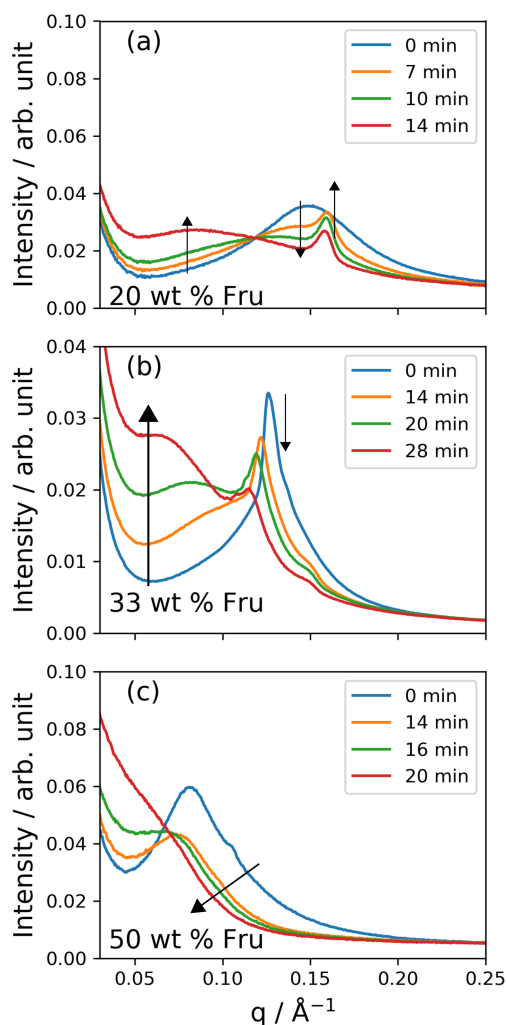 (a)
0 min
7 min
10 min
14 min
0.10
0.08
0.06
0.04
0.02
0.00
Intensity / arb. unit
20 wt % Fru
(b)
0 min
14 min
20 min
28 min
0.04
0.03
0.02
0.01
0.00
Intensity / arb. unit
33 wt % Fru
(c)
0 min
14 min
16 min
20 min
0.10
0.08
0.06
0.04
0.02
0.00
Intensity / arb. unit
50 wt % Fru
0.05 0.10 0.15 0.20 0.25
q / Å⁻¹